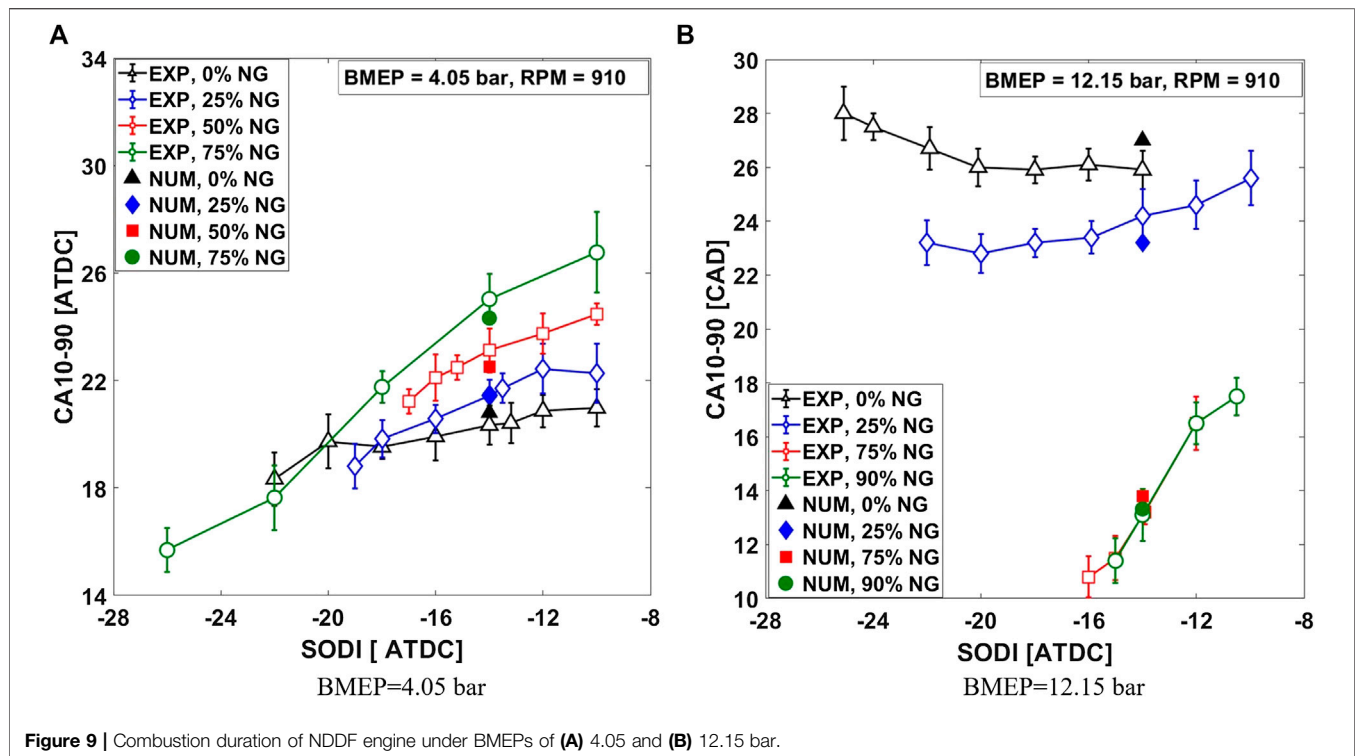 A
34
30
26
22
18
14
CA10-90 [ATDC]
EXP, 0% NG
EXP, 25% NG
EXP, 50% NG
EXP, 75% NG
NUM, 0% NG
NUM, 25% NG
NUM, 50% NG
NUM, 75% NG
BMEP = 4.05 bar, RPM = 910
-28 -24 -20 -16 -12 -8
SODI [ ATDC]
BMEP=4.05 bar
B
30
28
26
24
22
20
18
16
14
12
10
CA10-90 [CAD]
BMEP = 12.15 bar, RPM = 910
EXP, 0% NG
EXP, 25% NG
EXP, 75% NG
EXP, 90% NG
NUM, 0% NG
NUM, 25% NG
NUM, 75% NG
NUM, 90% NG
-28 -24 -20 -16 -12 -8
SODI [ATDC]
BMEP=12.15 bar
Figure 9 | Combustion duration of NDDF engine under BMEPs of (A) 4.05 and (B) 12.15 bar.